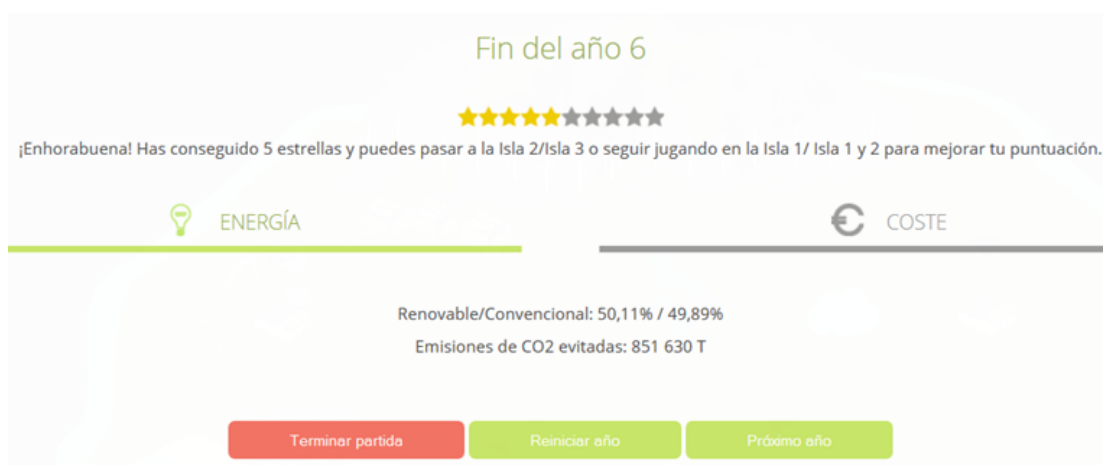 Fin del año 6
¡Enhorabuena! Has conseguido 5 estrellas y puedes pasar a la Isla 2/Isla 3 o seguir jugando en la Isla 1/ Isla 1 y 2 para mejorar tu puntuación.
ENERGÍA
€ COSTE
Renovable/Convencional: 50,11% / 49,89%
Emisiones de CO2 evitadas: 851 630 T
Terminar partida
Reiniciar año
Próximo año